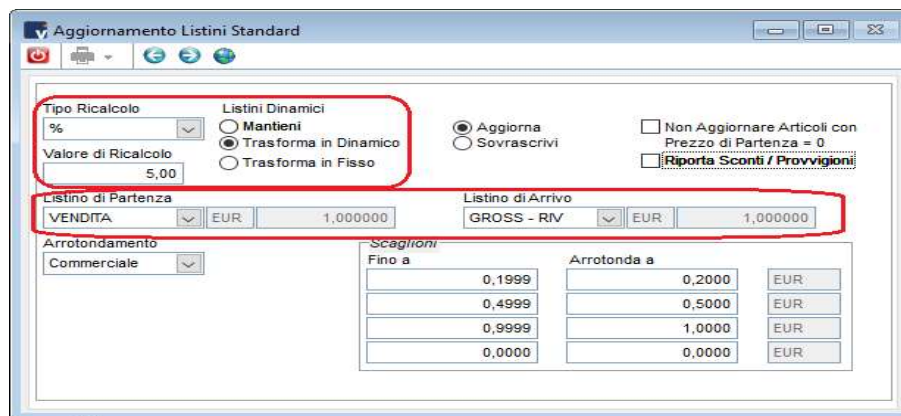 Aggiornamento Listini Standard
Tipo Ricalcolo
%
Valore di Ricalcolo
5,00
Listini Dinamici
Mantieni
Trasforma in Dinamico
Trasforma in Fisso
Aggiorna
Sovrascrivi
Non Aggiornare Articoli con
Prezzo di Partenza = 0
Riporta Sconti / Provvigioni
Listino di Partenza
VENDITA EUR 1,000000
Listino di Arrivo
GROSS - RIV EUR 1,000000
Arrotondamento
Commerciale
Scaglioni
Fino a Arrotonda a
0,1999 0,2000 EUR
0,4999 0,5000 EUR
0,9999 1,0000 EUR
0,0000 0,0000 EUR